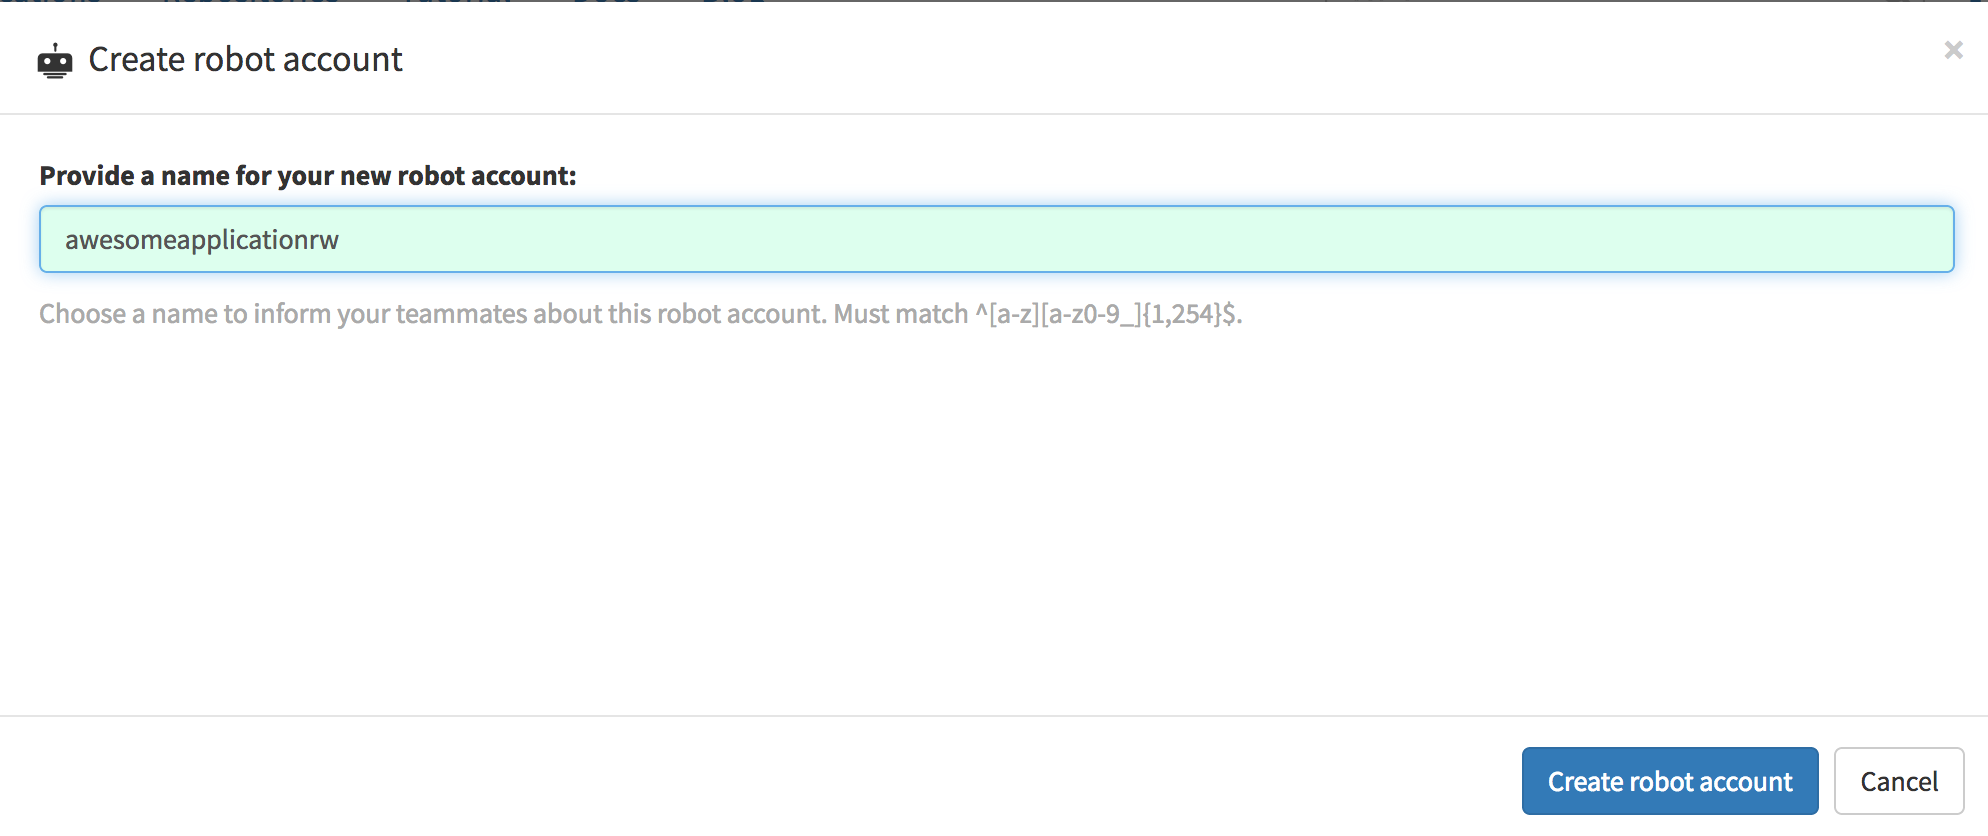 Create robot account
×
Provide a name for your new robot account:
awesomeapplicationrw
Choose a name to inform your teammates about this robot account. Must match ^[a-z][a-z0-9_]{1,254}$.
Create robot account
Cancel